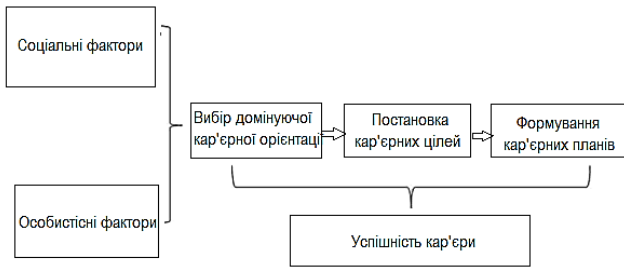 Соціальні фактори
Вибір домінуючої
кар'єрної орієнтації
Постановка
кар'єрних цілей
Формування
кар'єрних планів
Особистісні фактори
Успішність кар'єри